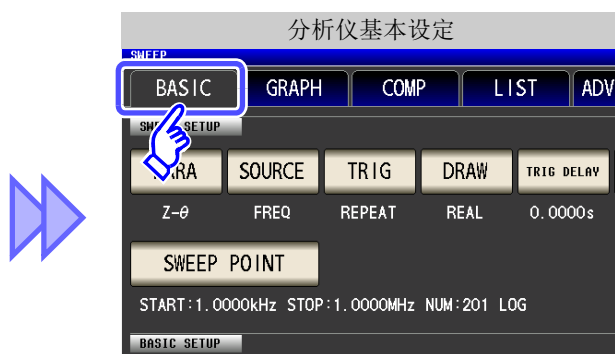 分析仪基本设定
SWEEP
BASIC GRAPH COMP LIST ADV
SETUP
SOURCE TRIG DRAW TRIG DELAY
Z-θ FREQ REPEAT REAL 0.0000s
SWEEP POINT
START:1.0000kHz STOP:1.0000MHz NUM:201 LOG
BASIC SETUP